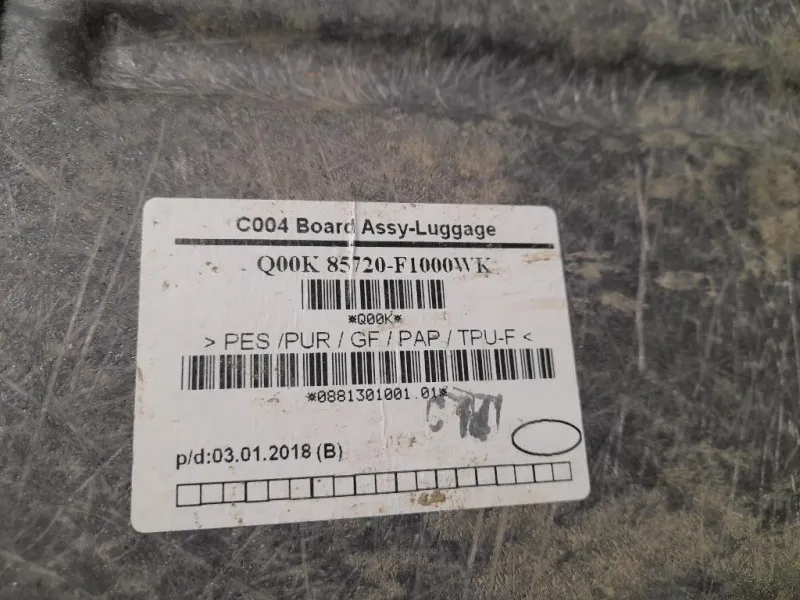 C004 Board Assy-Luggage
Q00K 85720-F1000WK
*Q00K*
> PES /PUR / GF / PAP / TPU-F <
*0881301001.01*
p/d:03.01.2018 (B)